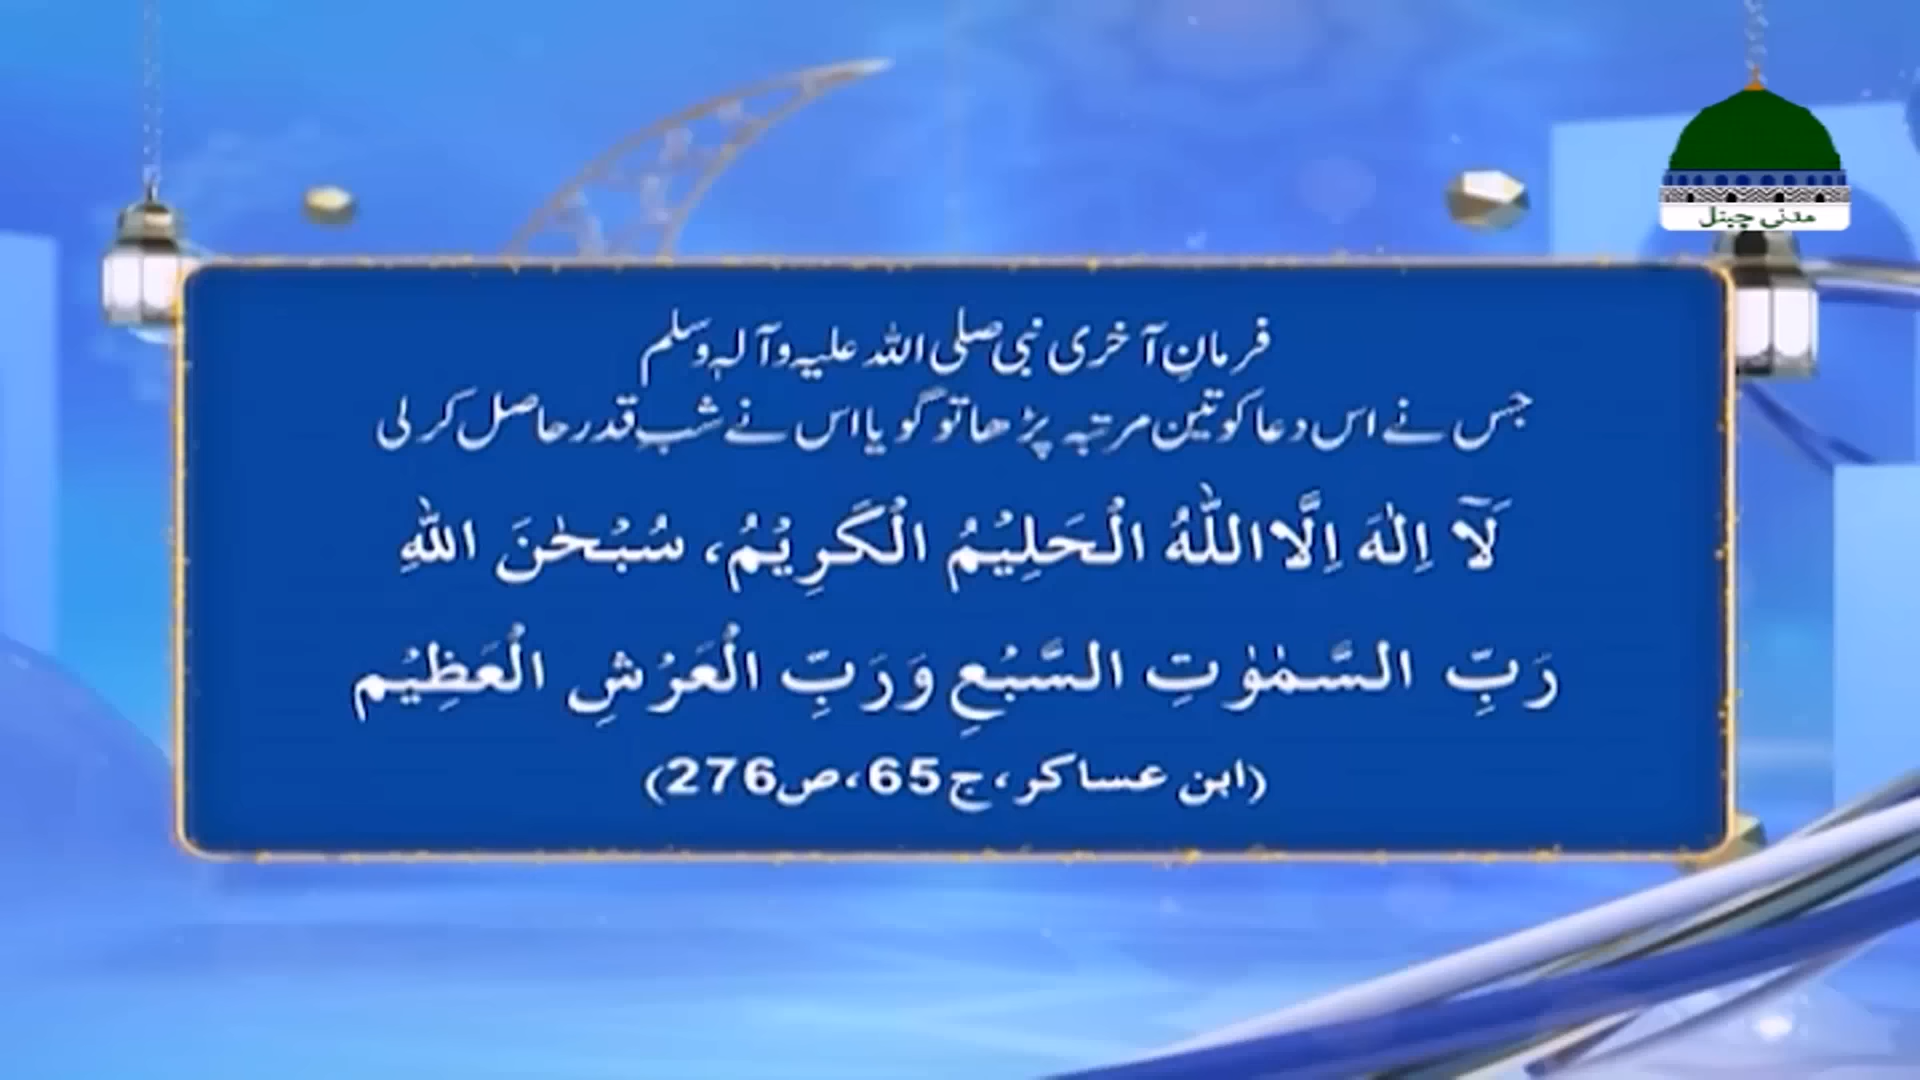 مدنی چینل
فرمانِ آخری نبی صلی اللہ علیہ وآلہٖ وسلم
جس نے اس دعا کو تین مرتبہ پڑھا تو گویا اس نے شبِ قدر حاصل کر لی
لَآ اِلٰهَ اِلَّا اللّٰهُ الْحَلِيْمُ الْكَرِيْمُ، سُبْحٰنَ اللّٰهِ
رَبِّ السَّمٰوٰتِ السَّبْعِ وَرَبِّ الْعَرْشِ الْعَظِيْم
(ابن عساکر، ج65، ص276)